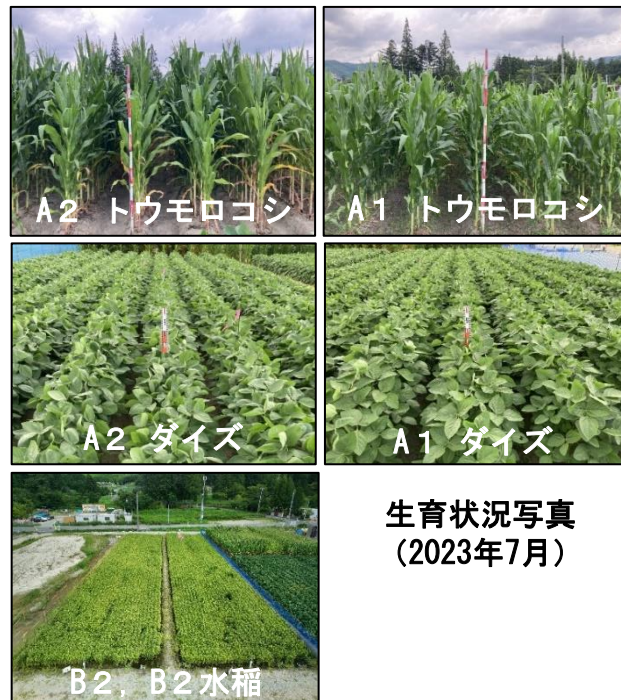 A2 トウモロコシ
A1 トウモロコシ
A2 ダイズ
A1 ダイズ
B2, B2水稲
生育状況写真
(2023年7月)